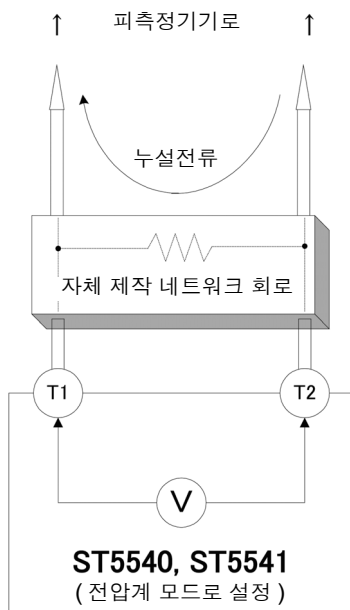 ↑ 피측정기기로 ↑
누설전류
자체 제작 네트워크 회로
T1 T2
V
ST5540, ST5541
( 전압계 모드로 설정 )